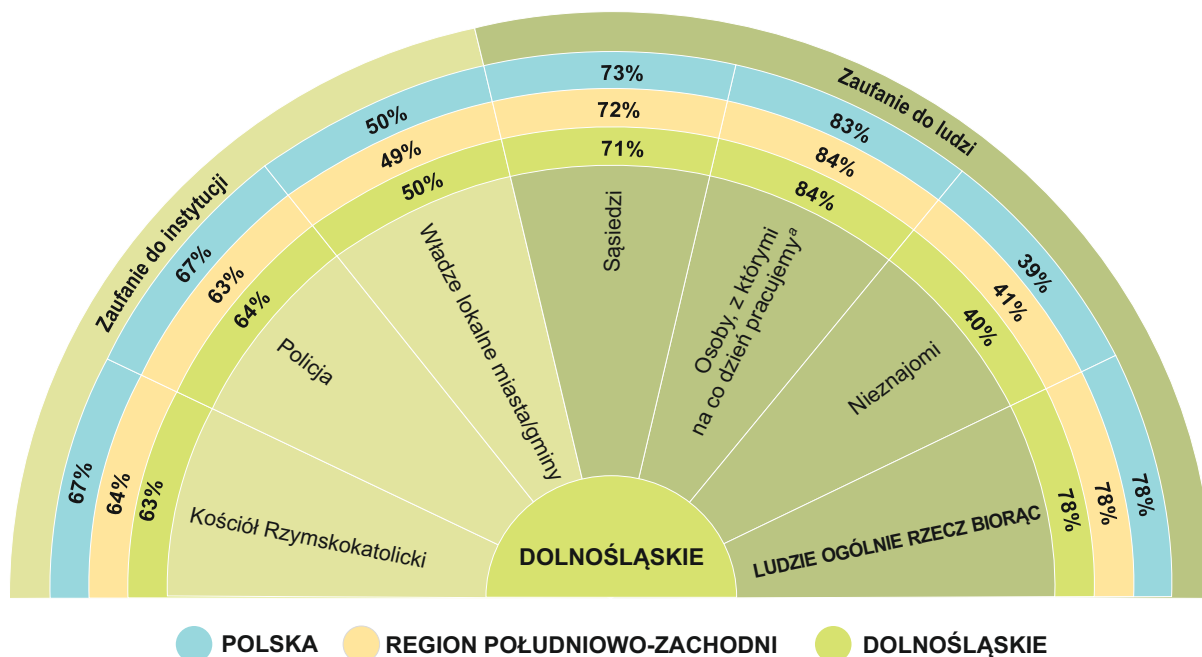 Zaufanie do instytucji
Zaufanie do ludzi
67%
64%
63%
Kościół Rzymskokatolicki
67%
63%
64%
Policja
50%
49%
50%
Władze lokalne miasta/gminy
73%
72%
71%
Sąsiedzi
83%
84%
84%
Osoby, z którymi
na co dzień pracujemy a
39%
41%
40%
Nieznajomi
78%
78%
78%
LUDZIE OGÓLNIE RZECZ BIORĄC
DOLNOŚLĄSKIE
POLSKA
REGION POŁUDNIOWO-ZACHODNI
DOLNOŚLĄSKIE